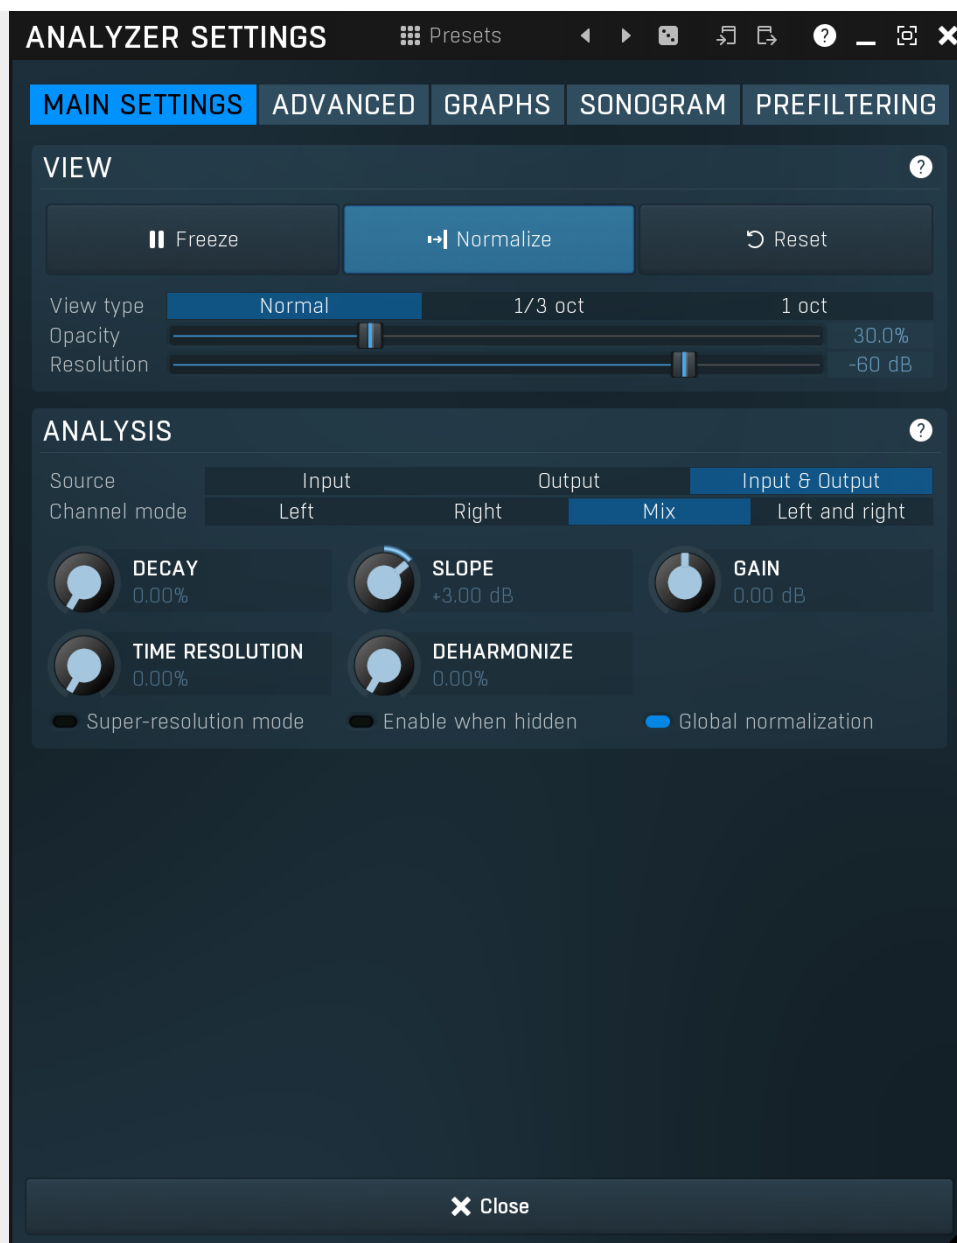 ANALYZER SETTINGS Presets ?
MAIN SETTINGS ADVANCED GRAPHS SONOGRAM PREFILTERING
VIEW ?
Freeze Normalize Reset
View type Normal 1/3 oct 1 oct
Opacity 30.0%
Resolution -60 dB
ANALYSIS ?
Source Input Output Input & Output
Channel mode Left Right Mix Left and right
DECAY SLOPE GAIN
0.00% +3.00 dB 0.00 dB
TIME RESOLUTION DEHARMONIZE
0.00% 0.00%
Super-resolution mode Enable when hidden Global normalization
Close